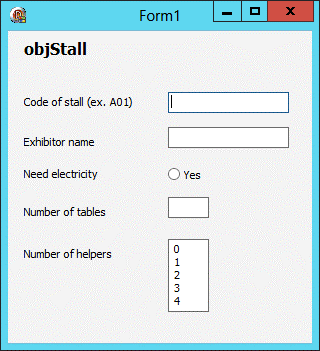 Form1
objStall
Code of stall (ex. A01)
Exhibitor name
Need electricity Yes
Number of tables
Number of helpers
0
1
2
3
4